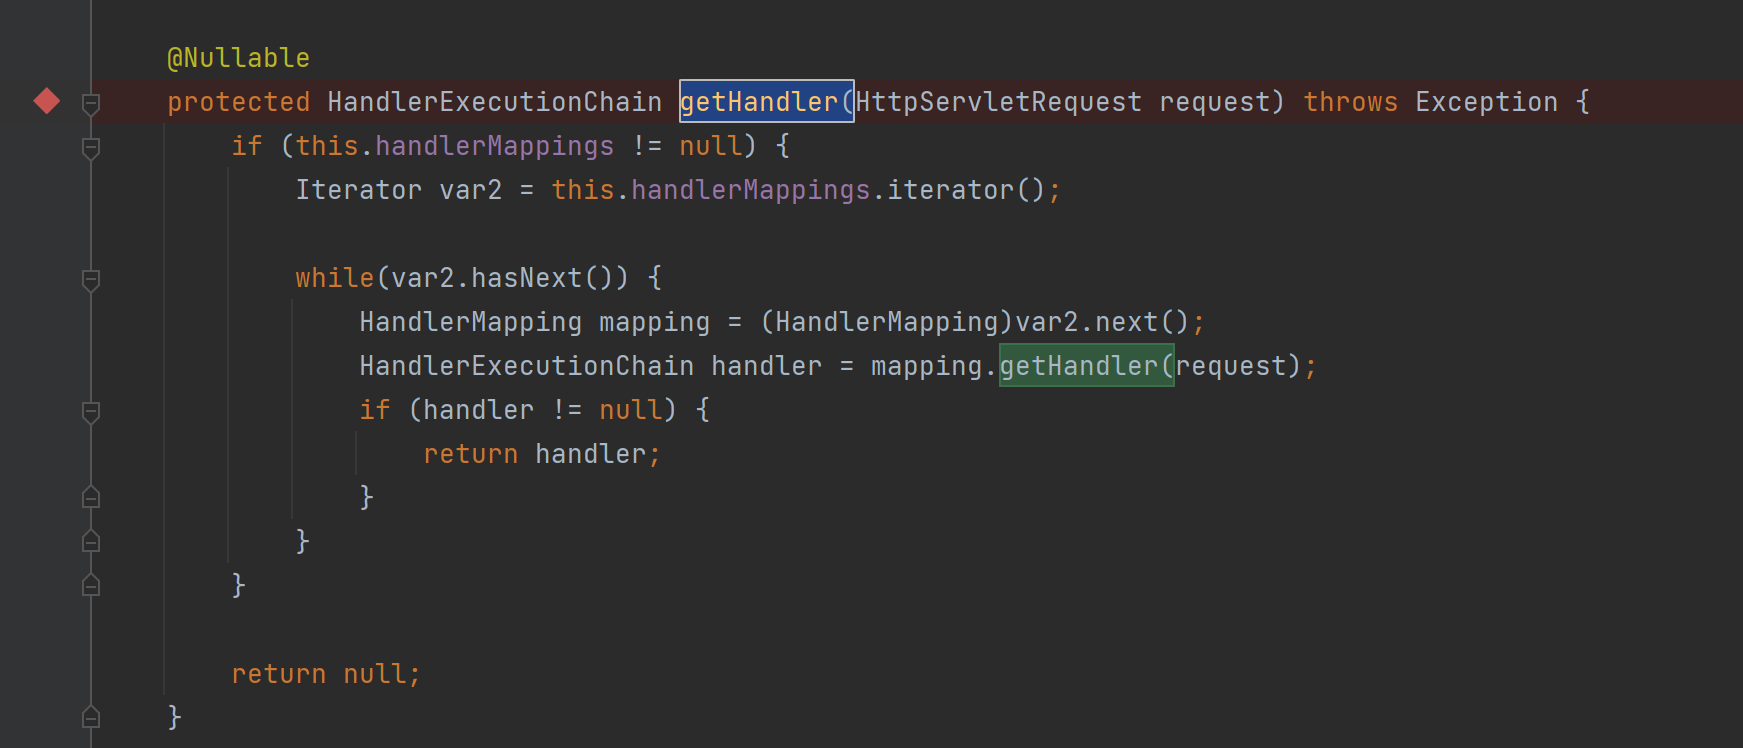 @Nullable
protected HandlerExecutionChain getHandler(HttpServletRequest request) throws Exception {
    if (this.handlerMappings != null) {
        Iterator var2 = this.handlerMappings.iterator();

        while(var2.hasNext()) {
            HandlerMapping mapping = (HandlerMapping)var2.next();
            HandlerExecutionChain handler = mapping.getHandler(request);
            if (handler != null) {
                return handler;
            }
        }
    }

    return null;
}